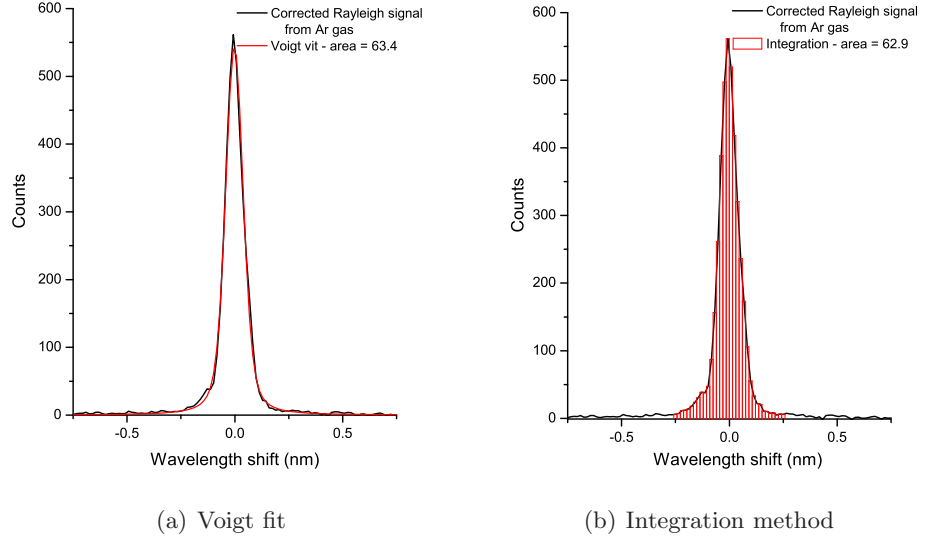 600
500
400
300
200
100
0
Counts
-0.5
0.0
0.5
Wavelength shift (nm)
Corrected Rayleigh signal
from Ar gas
Voigt vit - area = 63.4
(a) Voigt fit
600
500
400
300
200
100
0
Counts
-0.5
0.0
0.5
Wavelength shift (nm)
Corrected Rayleigh signal
from Ar gas
Integration - area = 62.9
(b) Integration method